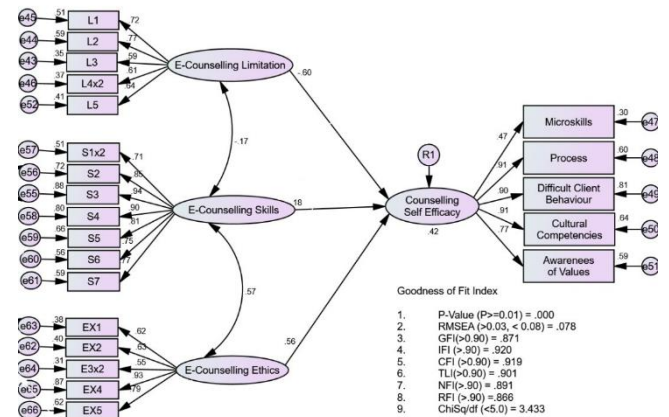 e45
.51
L1
.72
e44
.59
L2
.77
e43
.35
L3
.59
e46
.37
L4x2
.61
e52
.41
L5
.64
E-Counselling Limitation
-.60
-.17
e57
.51
S1x2
.71
e56
.72
S2
.85
e55
.88
S3
.94
e58
.80
S4
.90
e59
.66
S5
.81
e60
.56
S6
.75
e61
.59
S7
.77
E-Counselling Skills
18
.57
e63
.38
EX1
.62
e62
.40
EX2
.63
e64
.31
E3x2
.55
e65
.87
EX4
.93
e66
.62
EX5
.79
E-Counselling Ethics
.56
R1
Counselling
Self Efficacy
.42
.47
Microskills
.30
e47
.91
Process
.60
e48
.90
Difficult Client
Behaviour
.81
e49
.91
Cultural
Competencies
.64
e50
.77
Awarenees
of Values
.59
e51
Goodness of Fit Index
1. P-Value (P>=0.01) = .000
2. RMSEA (>0.03, < 0.08) = .078
3. GFI(>0.90) = .871
4. IFI (>.90) = .920
5. CFI (>0.90) = .919
6. TLI(>0.90) = .901
7. NFI(>.90) = .891
8. RFI (>.90) =.866
9. ChiSq/df (<5.0) = 3.433